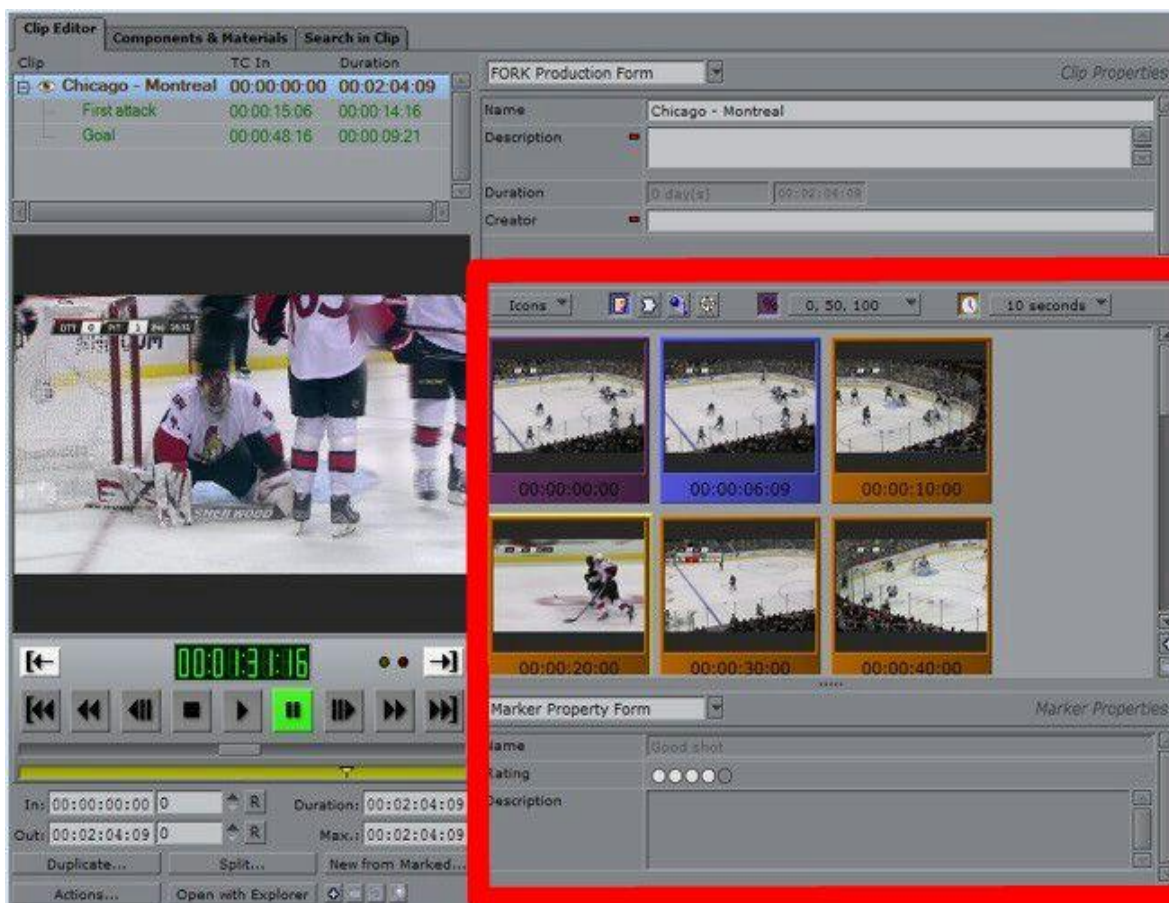 Clip Editor
Components & Materials
Search in Clip
Clip TC In Duration
Chicago - Montreal 00:00:00:00 00:02:04:09
First attack 00:00:15:06 00:00:14:16
Goal 00:00:48:16 00:00:09:21
FORK Production Form
Clip Properties
Name Chicago - Montreal
Description
Duration 0 day(s) 00:02:04:09
Creator
OTT 0 PIT 1
SHER WOOD
Icons 0, 50, 100 10 seconds
00:00:00:00 00:00:06:09 00:00:10:00
00:00:20:00 00:00:30:00 00:00:40:00
00:01:31:16
Marker Property Form
Marker Properties
Name Good shot
Rating
Description
In: 00:00:00:00 0 R Duration: 00:02:04:09
Out: 00:02:04:09 0 R Max.: 00:02:04:09
Duplicate... Split... New from Marked...
Actions... Open with Explorer